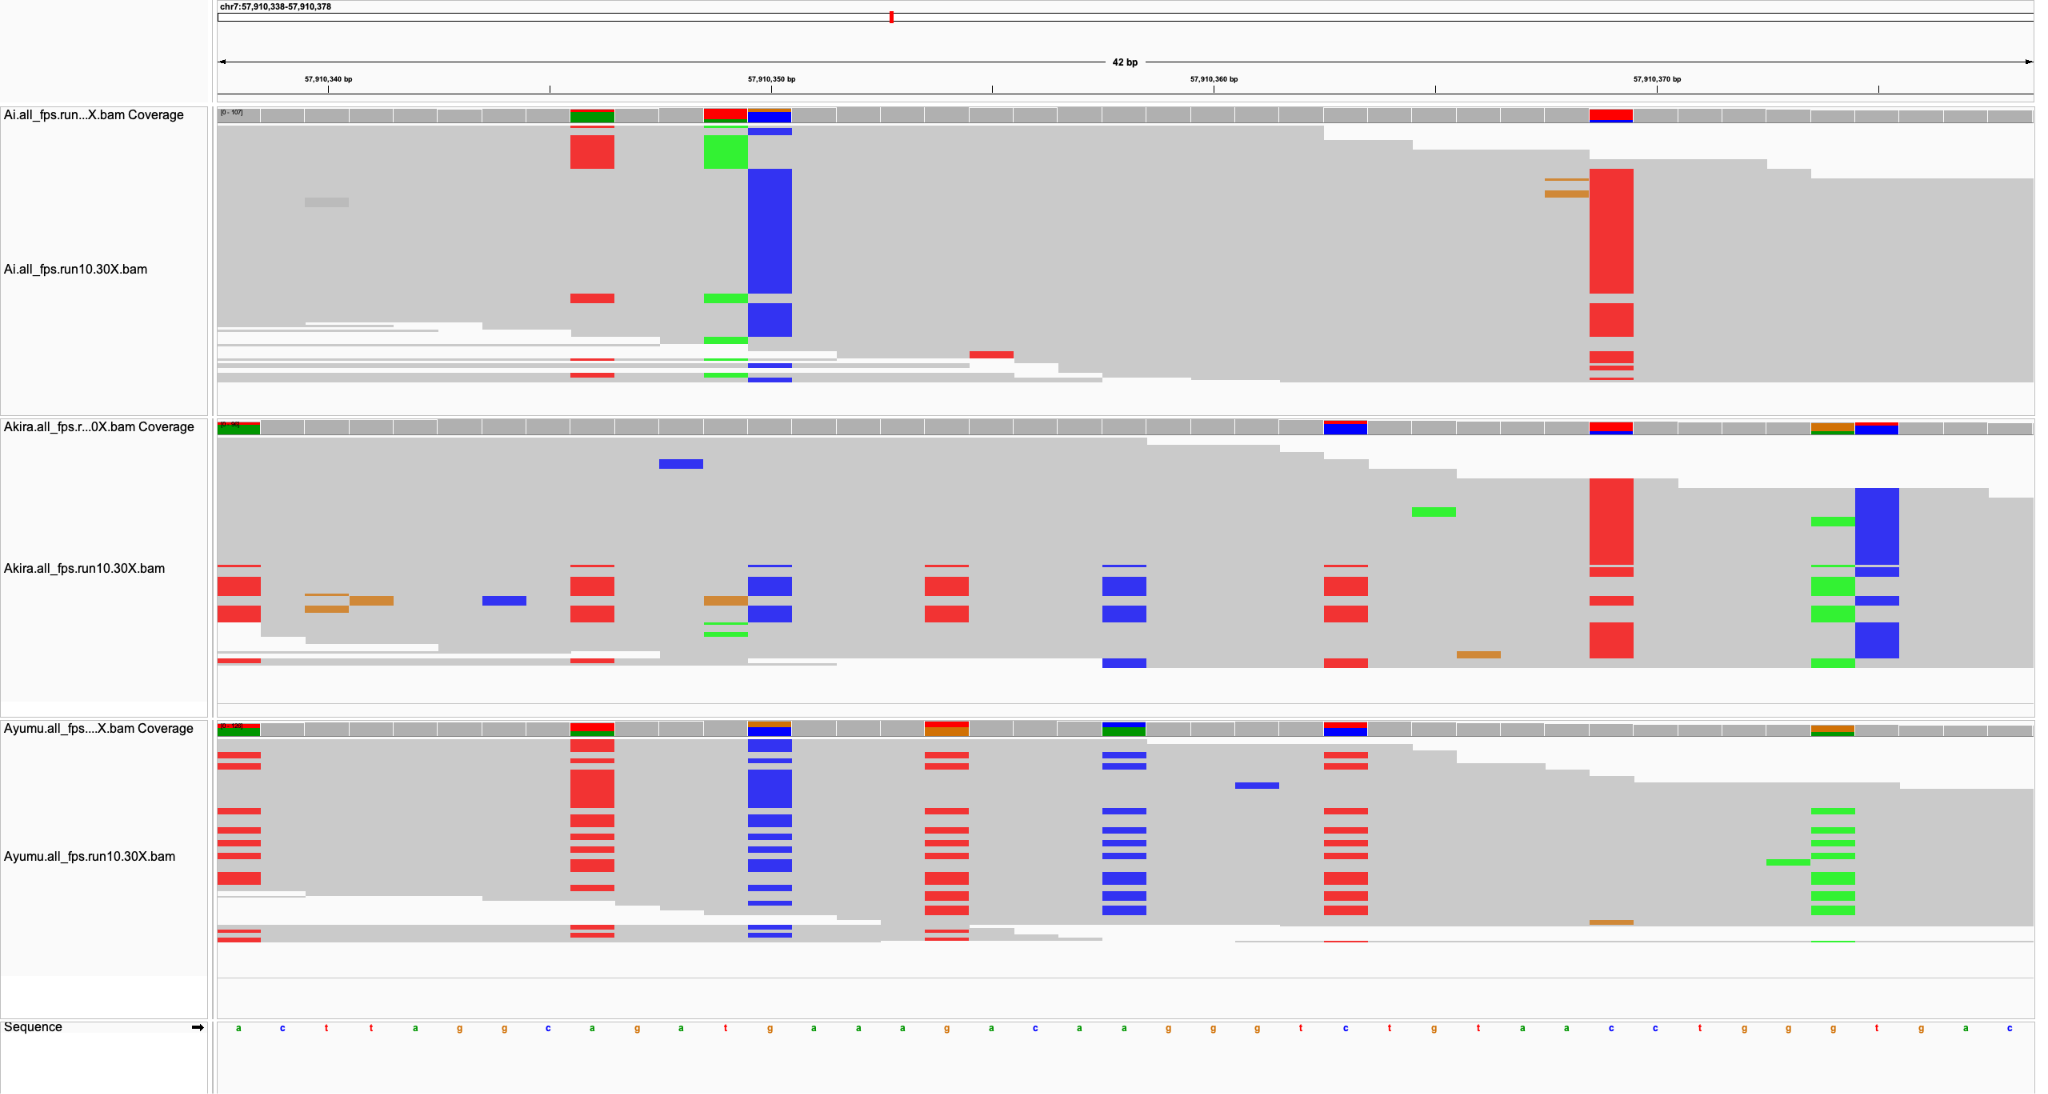 chr7:57,910,338-57,910,378
42 bp
57,910,340 bp 57,910,350 bp 57,910,360 bp 57,910,370 bp
Ai.all_fps.run...X.bam Coverage
[0 - 107]
Ai.all_fps.run10.30X.bam
Akira.all_fps.r...0X.bam Coverage
Akira.all_fps.run10.30X.bam
Ayumu.all_fps....X.bam Coverage
Ayumu.all_fps.run10.30X.bam
Sequence
a c t t a g g c a g a t g a a a g a c a a g g g t c t g t a a c c t g g g t g a c